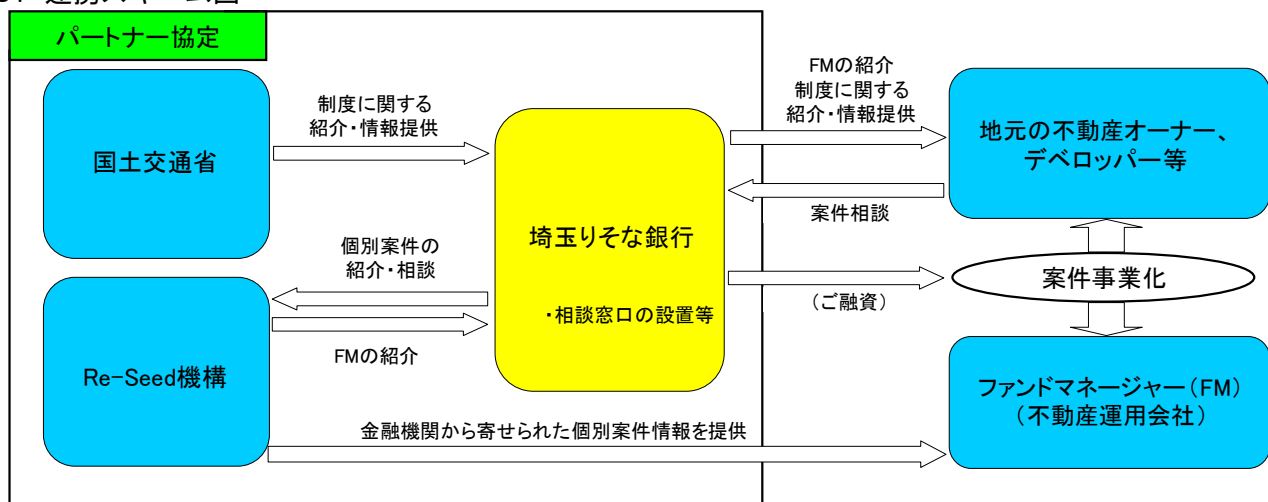 パートナー協定
国土交通省
制度に関する
紹介・情報提供
埼玉りそな銀行
・相談窓口の設置等
個別案件の
紹介・相談
Re-Seed機構
FMの紹介
金融機関から寄せられた個別案件情報を提供
FMの紹介
制度に関する
紹介・情報提供
案件相談
(ご融資)
地元の不動産オーナー、
デベロッパー等
案件事業化
ファンドマネージャー(FM)
(不動産運用会社)